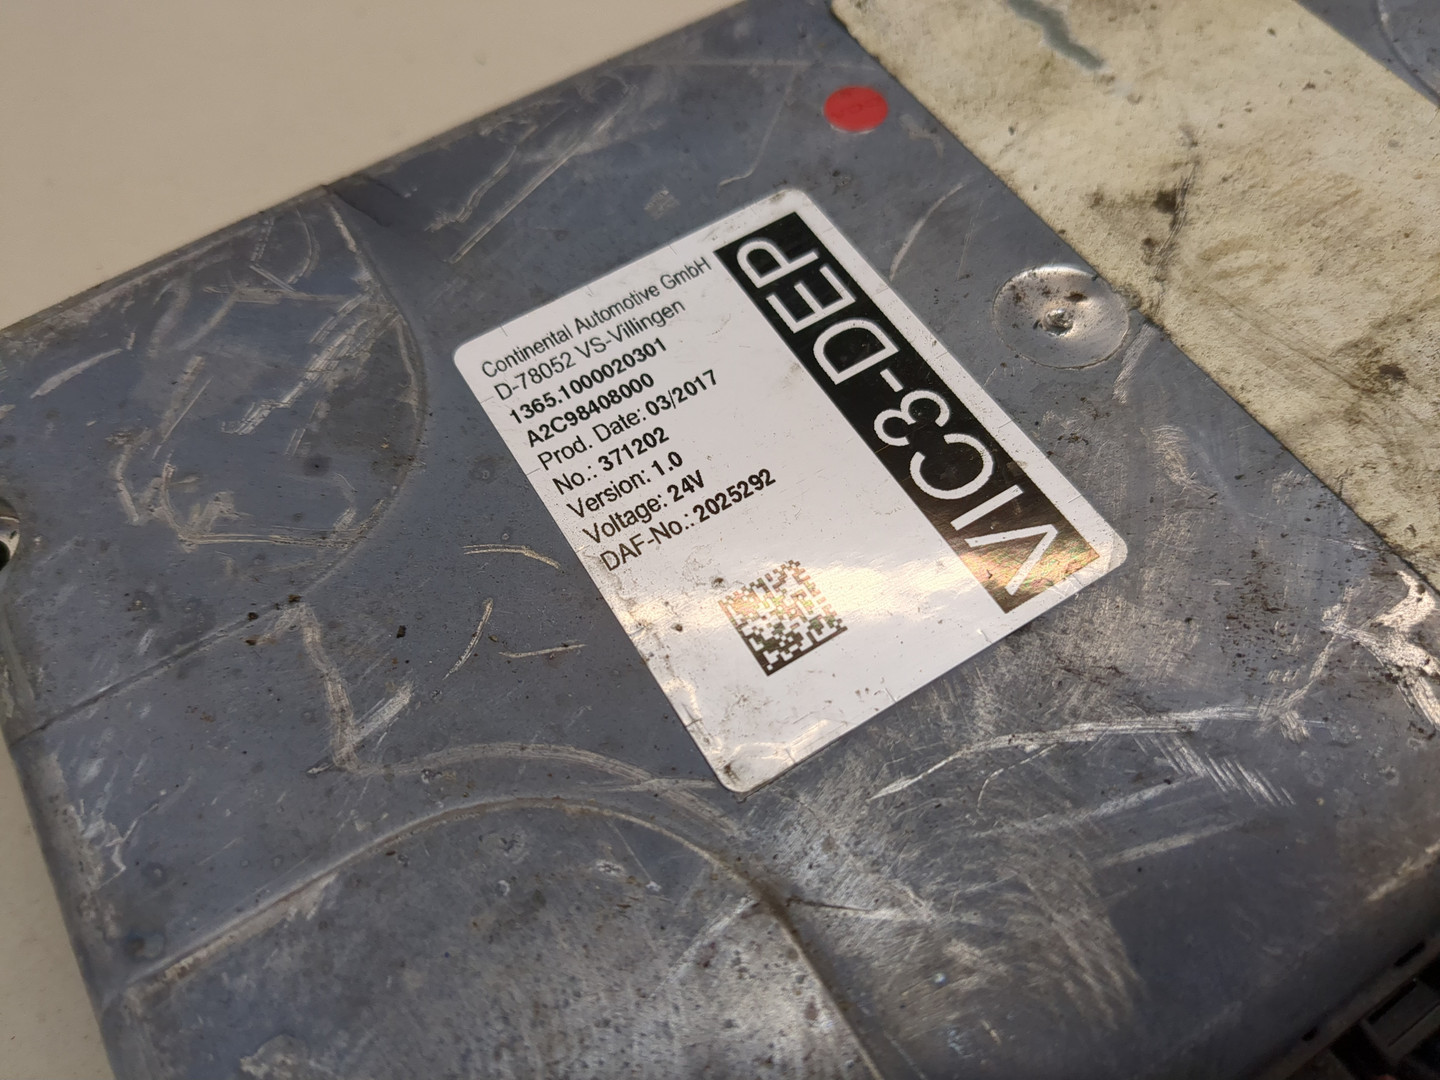 Continental Automotive GmbH
D-78052 VS-Villingen
1365.1000020301
A2C98408000
Prod. Date: 03/2017
No.: 371202
Version: 1.0
Voltage: 24V
DAF-No.: 2025292
VIC3-DEP